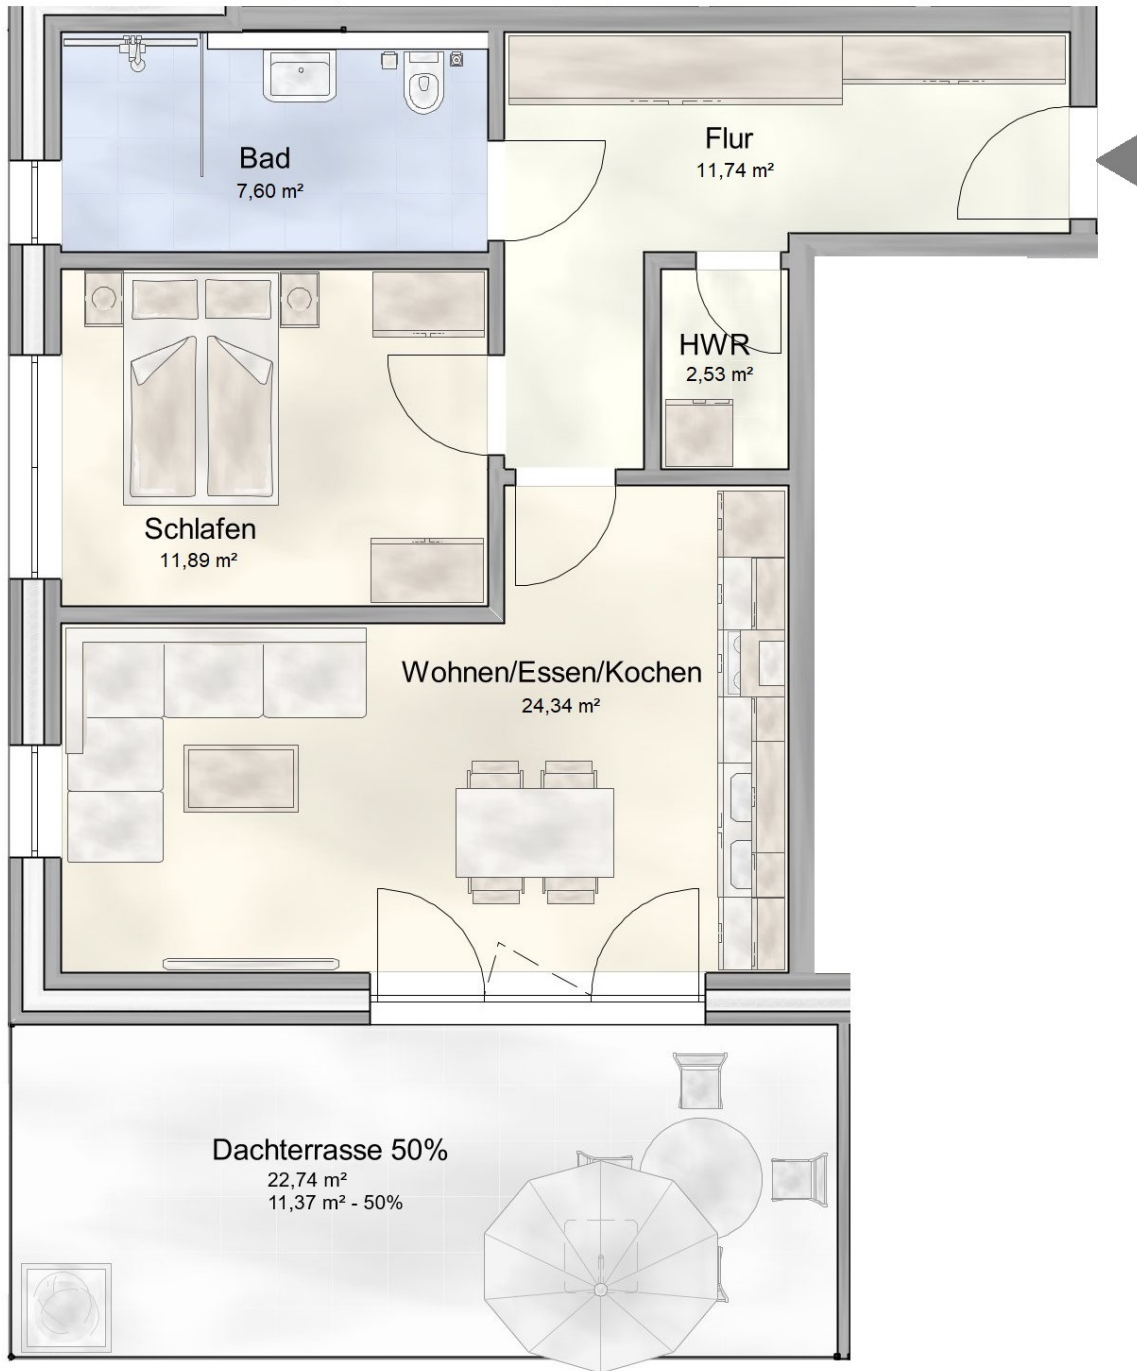 Bad
7,60 m²
Flur
11,74 m²
HWR
2,53 m²
Schlafen
11,89 m²
Wohnen/Essen/Kochen
24,34 m²
Dachterrasse 50%
22,74 m²
11,37 m² - 50%